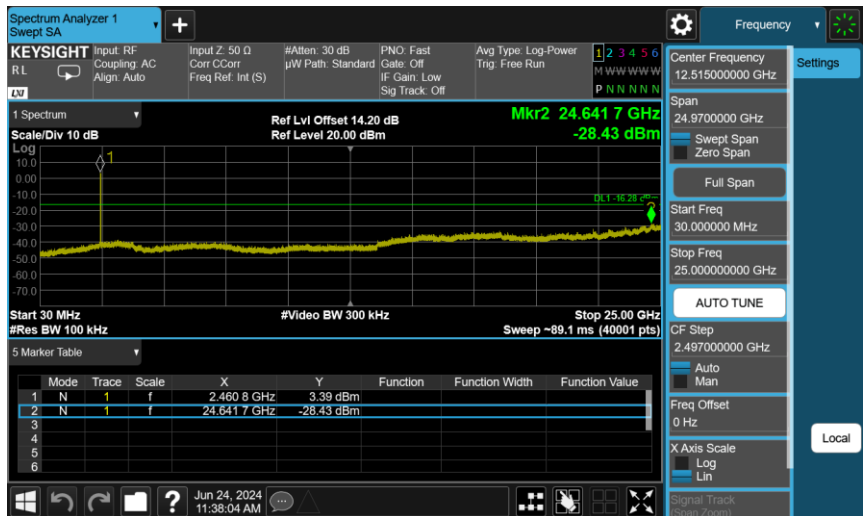 Spectrum Analyzer 1
Swept SA
+
Frequency
KEYSIGHT
RL
LXI
Input: RF
Coupling: AC
Align: Auto
Input Z: 50 Ω
Corr CCorr
Freq Ref: Int (S)
#Atten: 30 dB
µW Path: Standard
PNO: Fast
Gate: Off
IF Gain: Low
Sig Track: Off
Avg Type: Log-Power
Trig: Free Run
1 2 3 4 5 6
M W W W W W
P N N N N N
1 Spectrum
Scale/Div 10 dB
Ref Lvl Offset 14.20 dB
Ref Level 20.00 dBm
Mkr2 24.641 7 GHz
-28.43 dBm
Log
10.0
0.00
-10.0
-20.0
-30.0
-40.0
-50.0
-60.0
-70.0
1
DL1 -16.28 dBm
2
Start 30 MHz
#Res BW 100 kHz
#Video BW 300 kHz
Stop 25.00 GHz
Sweep ~89.1 ms (40001 pts)
5 Marker Table
Mode Trace Scale X Y Function Function Width Function Value
1 N 1 f 2.460 8 GHz 3.39 dBm
2 N 1 f 24.641 7 GHz -28.43 dBm
3
4
5
6
Center Frequency
12.515000000 GHz
Span
24.9700000 GHz
Swept Span
Zero Span
Full Span
Start Freq
30.000000 MHz
Stop Freq
25.000000000 GHz
AUTO TUNE
CF Step
2.497000000 GHz
Auto
Man
Freq Offset
0 Hz
X Axis Scale
Log
Lin
Signal Track
(Span Zoom)
Settings
Local
?
Jun 24, 2024
11:38:04 AM